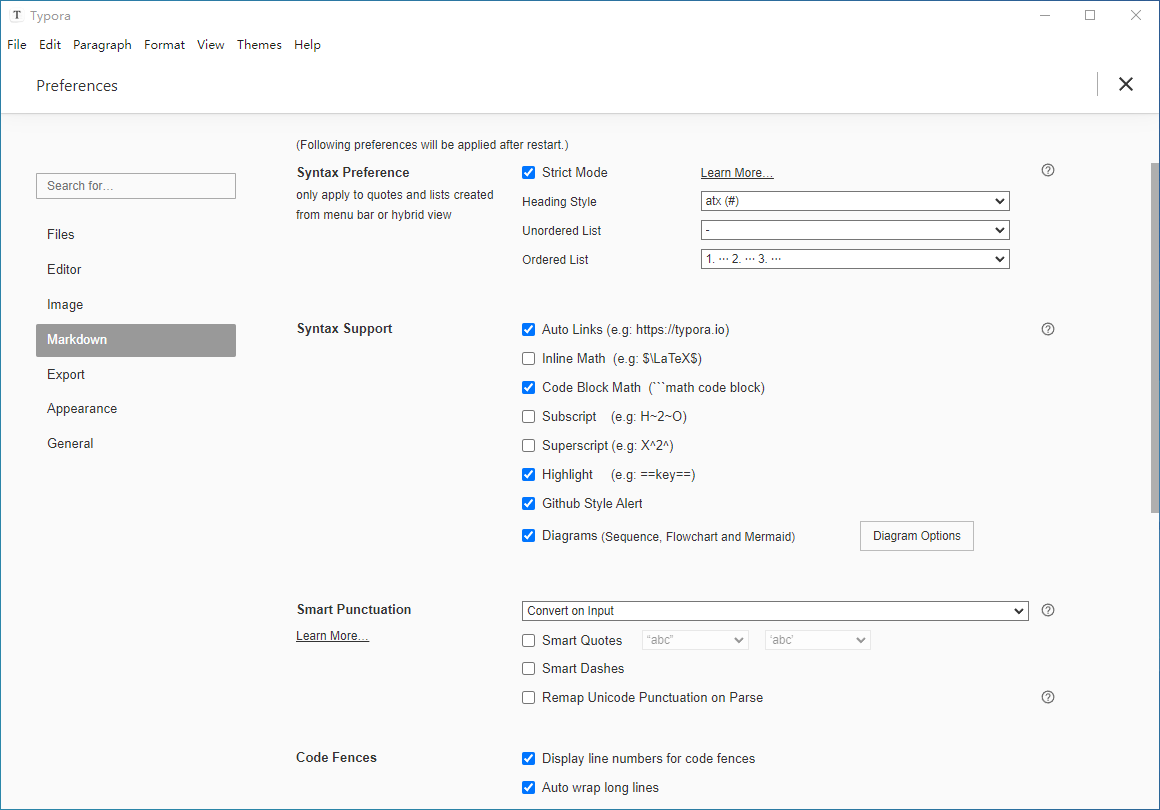 Typora
File Edit Paragraph Format View Themes Help
Preferences
Search for...
Files
Editor
Image
Markdown
Export
Appearance
General
(Following preferences will be applied after restart.)
Syntax Preference
only apply to quotes and lists created
from menu bar or hybrid view
Strict Mode
Learn More...
Heading Style
atx (#)
Unordered List
-
Ordered List
1. ··· 2. ··· 3. ···
Syntax Support
Auto Links (e.g: https://typora.io)
Inline Math (e.g: $\LaTeX$)
Code Block Math (```math code block)
Subscript (e.g: H~2~O)
Superscript (e.g: X^2^)
Highlight (e.g: ==key==)
Github Style Alert
Diagrams (Sequence, Flowchart and Mermaid)
Diagram Options
Smart Punctuation
Learn More...
Convert on Input
Smart Quotes
“abc”
‘abc’
Smart Dashes
Remap Unicode Punctuation on Parse
Code Fences
Display line numbers for code fences
Auto wrap long lines